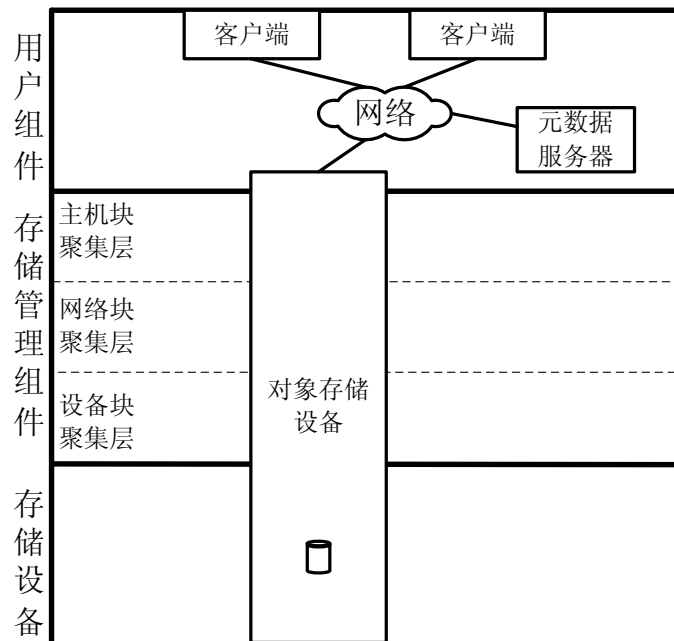 用户组件
客户端
客户端
网络
元数据
服务器
存储管理组件
主机块
聚集层
网络块
聚集层
设备块
聚集层
对象存储
设备
存储设备